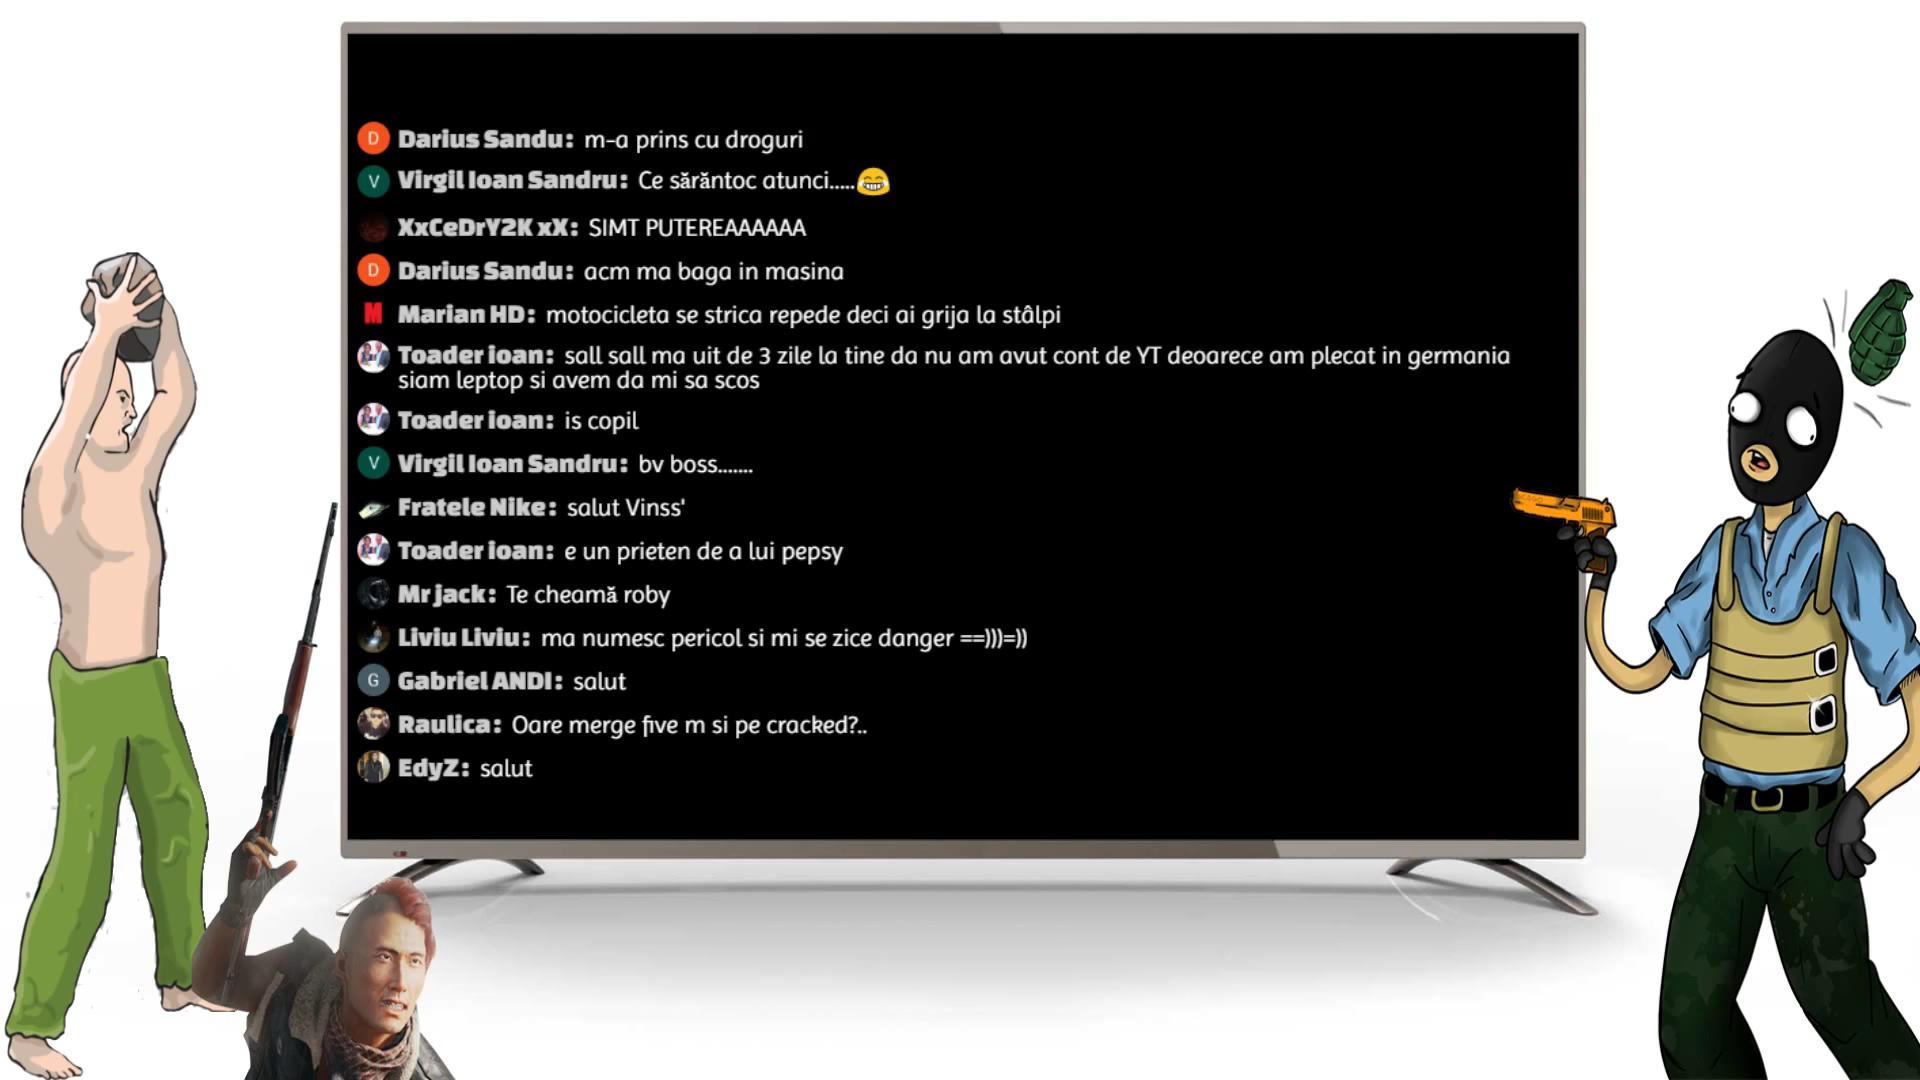 D Darius Sandu: m-a prins cu droguri
V Virgil Ioan Sandru: Ce sărăntoc atunci.....😂
XxCeDrY2K xX: SIMT PUTEREAAAAAA
D Darius Sandu: acm ma baga in masina
M Marian HD: motocicleta se strica repede deci ai grija la stâlpi
Toader ioan: sall sall ma uit de 3 zile la tine da nu am avut cont de YT deoarece am plecat in germania
siam leptop si avem da mi sa scos
Toader ioan: is copil
V Virgil Ioan Sandru: bv boss.......
Fratele Nike: salut Vinss'
Toader ioan: e un prieten de a lui pepsy
Mr jack: Te cheamă roby
Liviu Liviu: ma numesc pericol si mi se zice danger ==)))=))
G Gabriel ANDI: salut
Raulica: Oare merge five m si pe cracked?..
EdyZ: salut